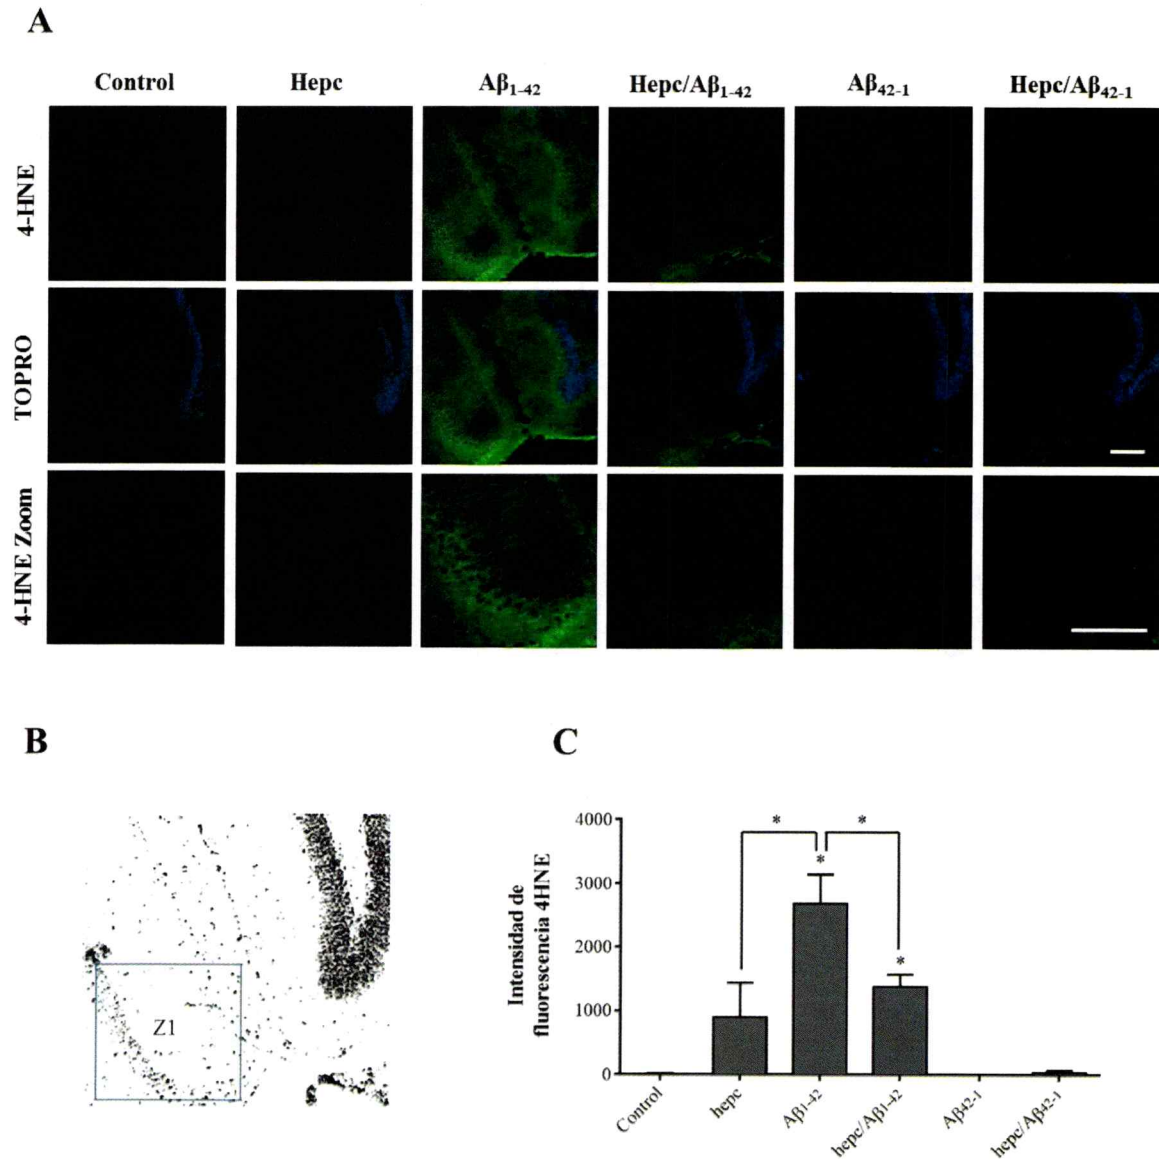 A
Control Hepc Aβ1-42 Hepc/Aβ1-42 Aβ42-1 Hepc/Aβ42-1
4-HNE
TOPRO
4-HNE Zoom
B
Z1
C
Intensidad de
fluorescencia 4HNE
4000
3000
2000
1000
0
* *
*
*
Control hepc Aβ1-42 hepc/Aβ1-42 Aβ42-1 hepc/Aβ42-1